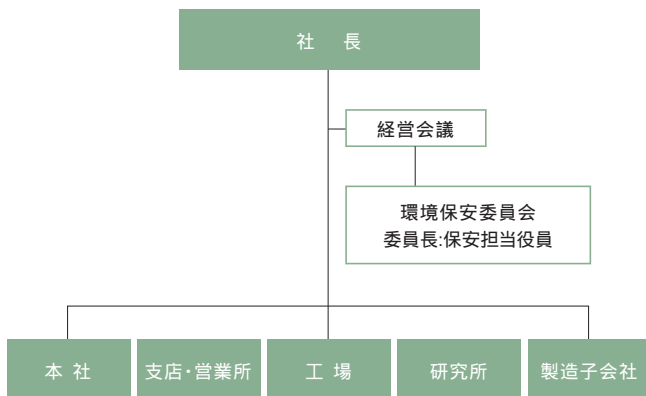 社 長
経営会議
環境保安委員会
委員長:保安担当役員
本 社
支店・営業所
工 場
研究所
製造子会社